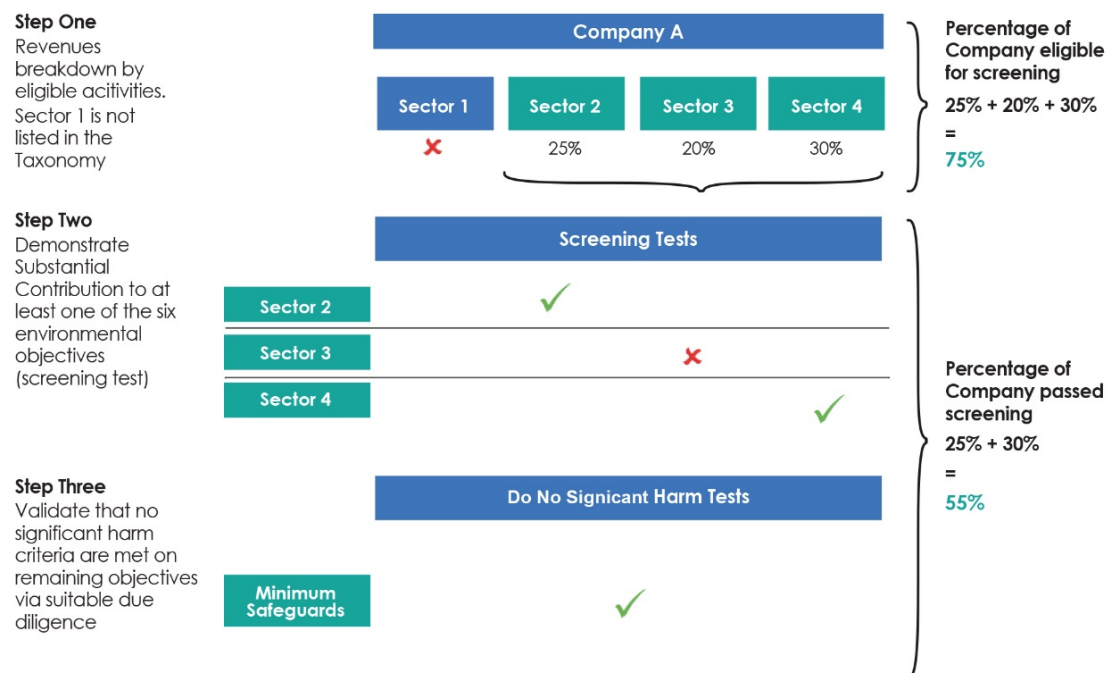 Step One
Revenues
breakdown by
eligible acitivities.
Sector 1 is not
listed in the
Taxonomy
Company A
Sector 1
Sector 2
Sector 3
Sector 4
25%
20%
30%
Percentage of
Company eligible
for screening
25% + 20% + 30%
=
75%
Step Two
Demonstrate
Substantial
Contribution to at
least one of the six
environmental
objectives
(screening test)
Screening Tests
Sector 2
Sector 3
Sector 4
Percentage of
Company passed
screening
25% + 30%
=
55%
Step Three
Validate that no
significant harm
criteria are met on
remaining objectives
via suitable due
diligence
Do No Signicant Harm Tests
Minimum
Safeguards